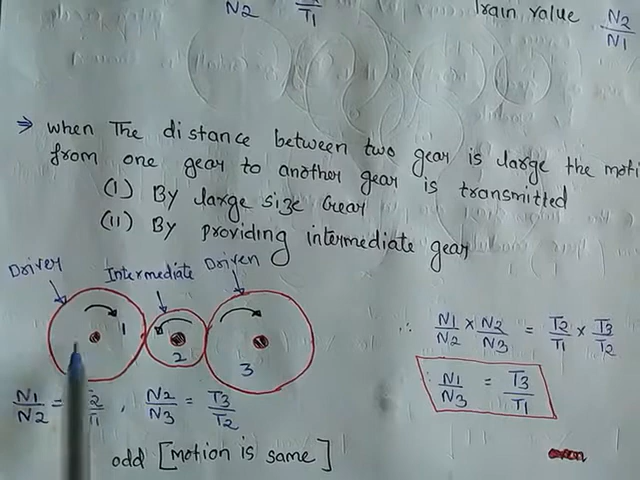 N2 T1 Train value N2/N1
⇒ when The distance between two gear is large the moti
from one gear to another gear is transmitted
(I) By large size Gear
(II) By providing intermediate gear
Driver Intermediate Driven
1 2 3
∴ N1/N2 × N2/N3 = T2/T1 × T3/T2
N1/N3 = T3/T1
N1/N2 = T2/T1 , N2/N3 = T3/T2
odd [Motion is same]